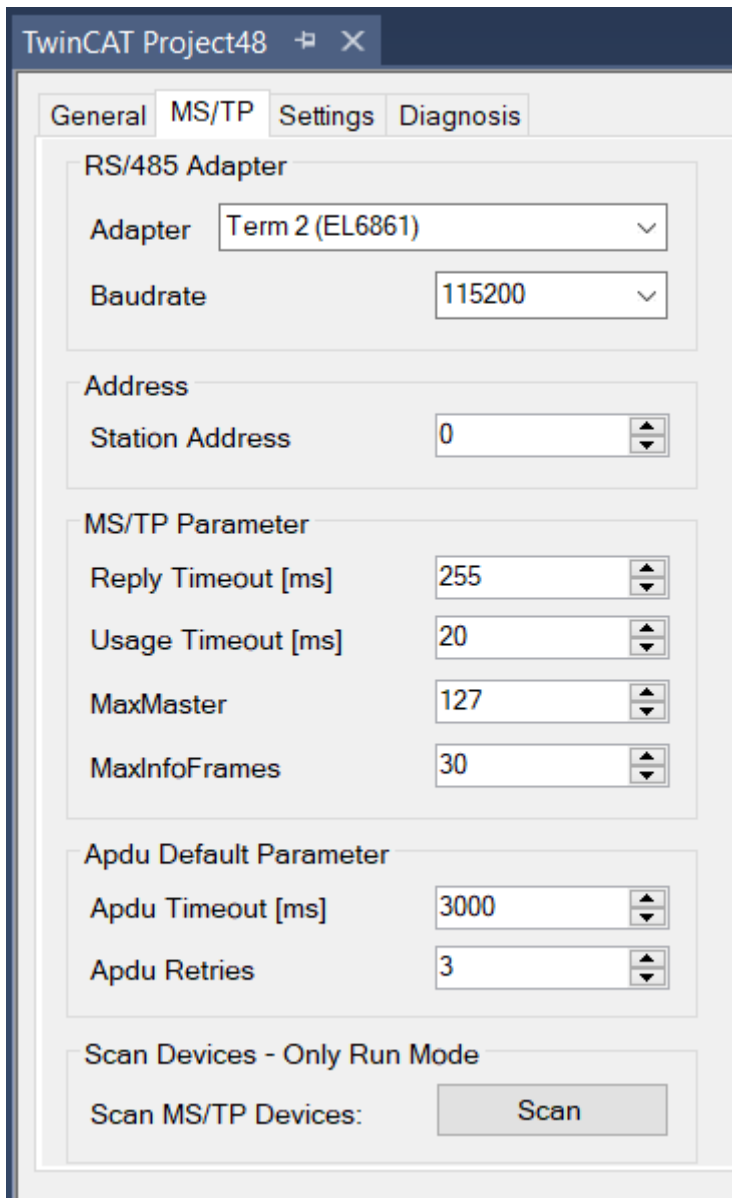 TwinCAT Project48
General MS/TP Settings Diagnosis
RS/485 Adapter
Adapter Term 2 (EL6861)
Baudrate 115200
Address
Station Address 0
MS/TP Parameter
Reply Timeout [ms] 255
Usage Timeout [ms] 20
MaxMaster 127
MaxInfoFrames 30
Apdu Default Parameter
Apdu Timeout [ms] 3000
Apdu Retries 3
Scan Devices - Only Run Mode
Scan MS/TP Devices: Scan